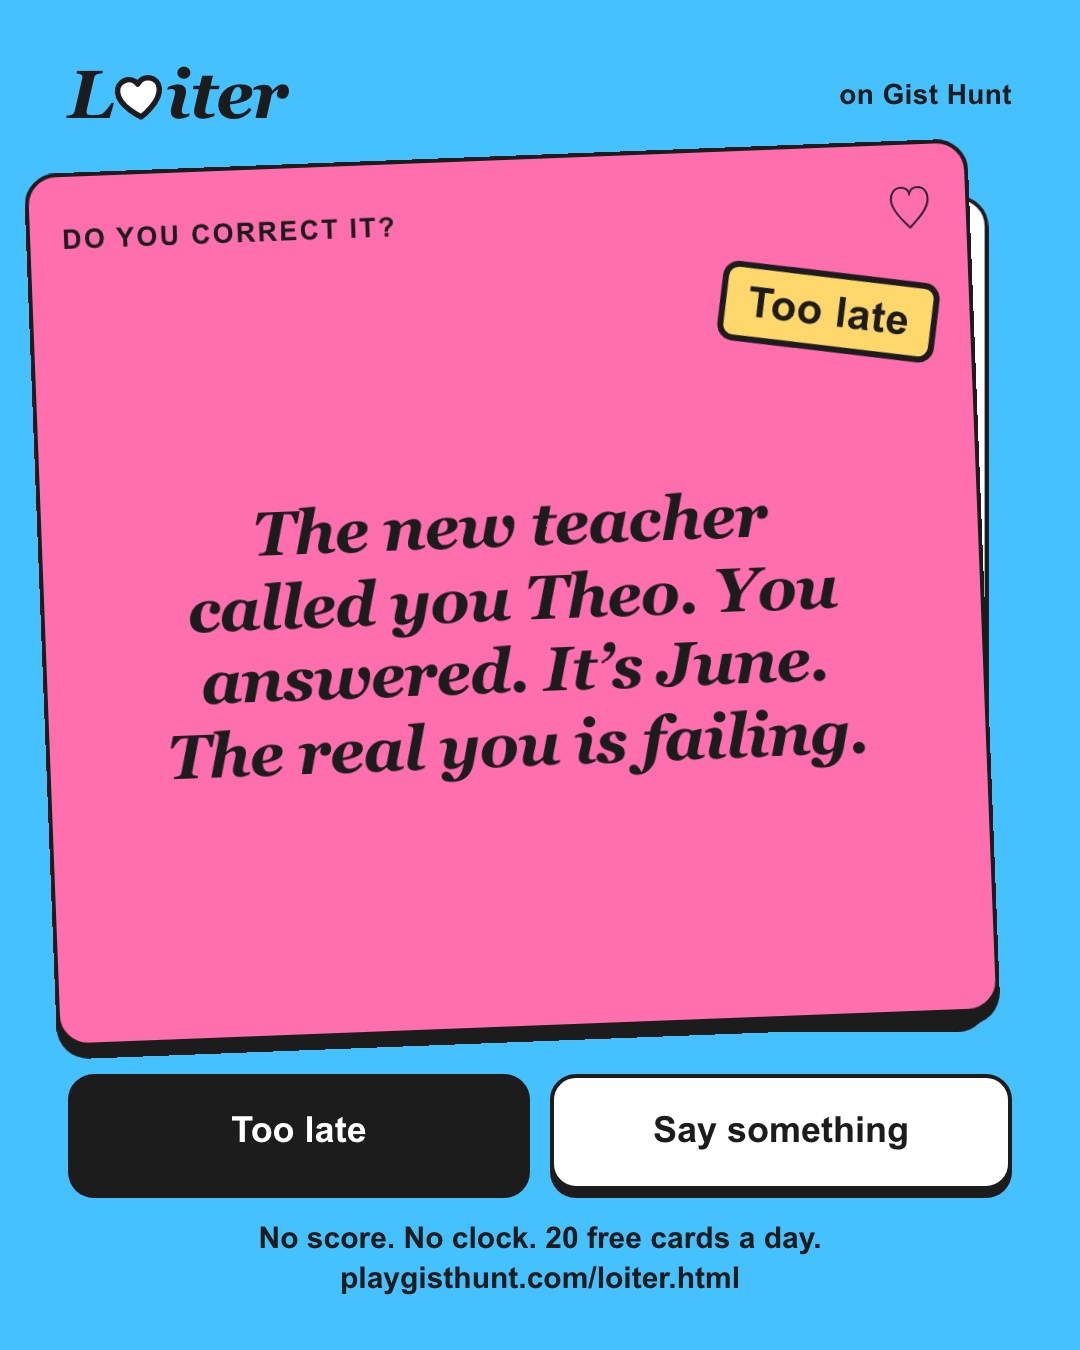 Loiter
on Gist Hunt
DO YOU CORRECT IT?
Too late
The new teacher
called you Theo. You
answered. It’s June.
The real you is failing.
Too late
Say something
No score. No clock. 20 free cards a day.
playgisthunt.com/loiter.html